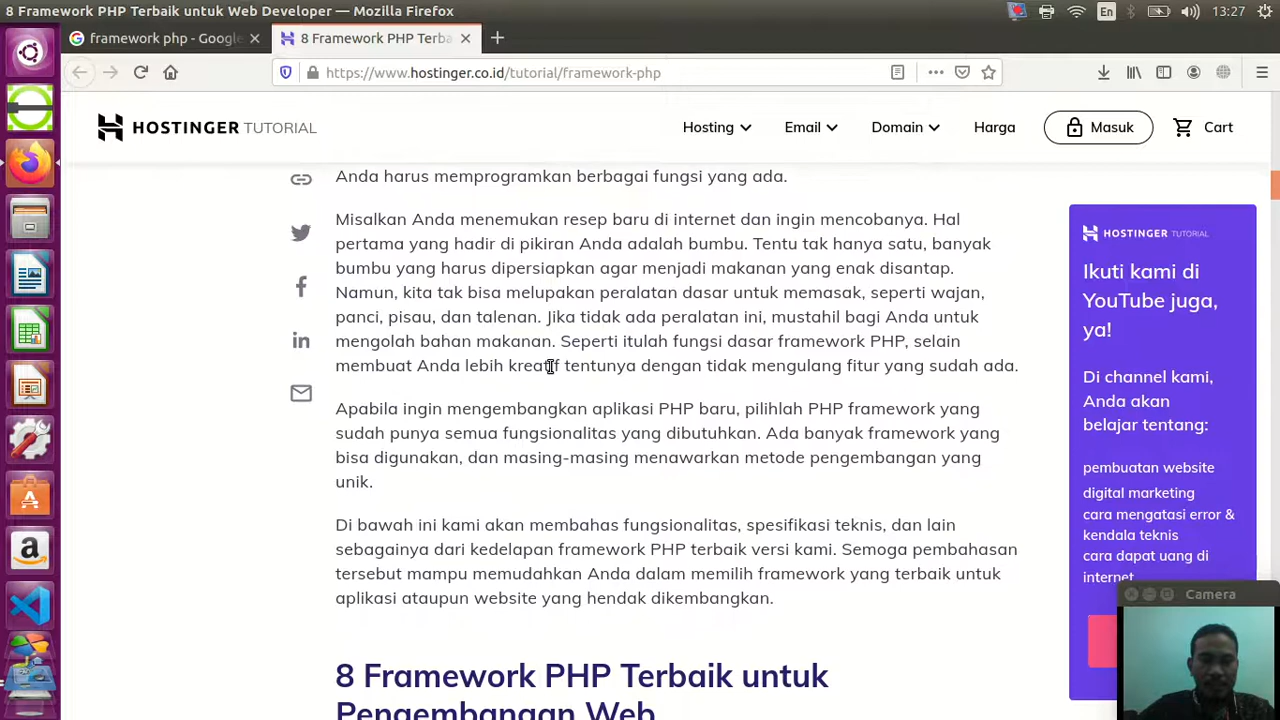 8 Framework PHP Terbaik untuk Web Developer — Mozilla Firefox
En
13:27
framework php - Google
8 Framework PHP Terba
https://www.hostinger.co.id/tutorial/framework-php
HOSTINGER TUTORIAL
Hosting
Email
Domain
Harga
Masuk
Cart
Anda harus memprogramkan berbagai fungsi yang ada.
Misalkan Anda menemukan resep baru di internet dan ingin mencobanya. Hal
pertama yang hadir di pikiran Anda adalah bumbu. Tentu tak hanya satu, banyak
bumbu yang harus dipersiapkan agar menjadi makanan yang enak disantap.
Namun, kita tak bisa melupakan peralatan dasar untuk memasak, seperti wajan,
panci, pisau, dan talenan. Jika tidak ada peralatan ini, mustahil bagi Anda untuk
mengolah bahan makanan. Seperti itulah fungsi dasar framework PHP, selain
membuat Anda lebih kreatif tentunya dengan tidak mengulang fitur yang sudah ada.
Apabila ingin mengembangkan aplikasi PHP baru, pilihlah PHP framework yang
sudah punya semua fungsionalitas yang dibutuhkan. Ada banyak framework yang
bisa digunakan, dan masing-masing menawarkan metode pengembangan yang
unik.
Di bawah ini kami akan membahas fungsionalitas, spesifikasi teknis, dan lain
sebagainya dari kedelapan framework PHP terbaik versi kami. Semoga pembahasan
tersebut mampu memudahkan Anda dalam memilih framework yang terbaik untuk
aplikasi ataupun website yang hendak dikembangkan.
8 Framework PHP Terbaik untuk
Pengembangan Web
HOSTINGER TUTORIAL
Ikuti kami di
YouTube juga,
ya!
Di channel kami,
Anda akan
belajar tentang:
pembuatan website
digital marketing
cara mengatasi error &
kendala teknis
cara dapat uang di
internet
Camera